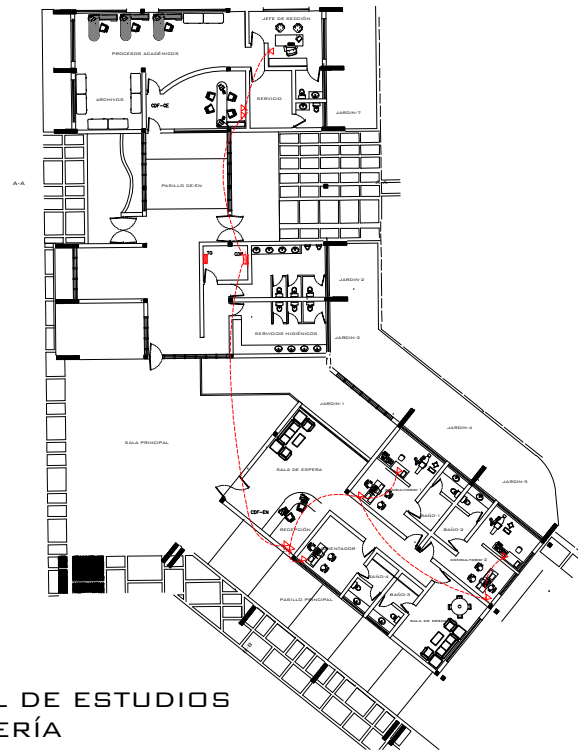 JEFE DE SECCIÓN
PROCESOS ACADÉMICOS
ARCHIVOS
CDF-CE
SERVICIO
JARDIN-7
A-A
PASILLO CE/EN
JARDIN-2
SERVICIOS HIGIÉNICOS
JARDIN-3
JARDIN-1
JARDIN-4
SALA PRINCIPAL
SALA DE ESPERA
JARDIN-5
CDF-EN
RECEPCIÓN
BAÑO-1
BAÑO-2
BAÑO-4
BAÑO-3
PASILLO PRINCIPAL
L DE ESTUDIOS
ERÍA